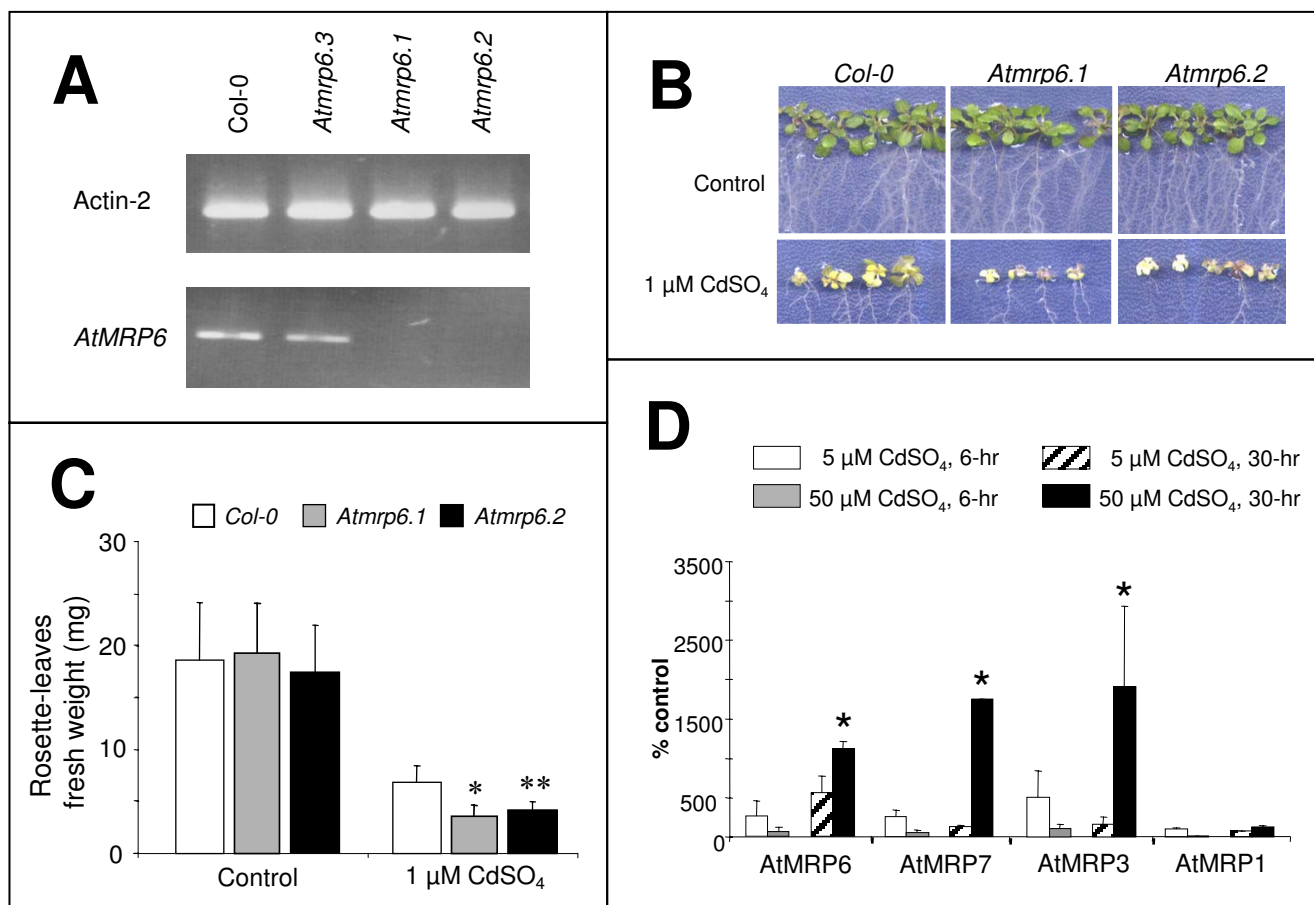 A
Col-0
Atmrp6.3
Atmrp6.1
Atmrp6.2
Actin-2
AtMRP6
B
Col-0 Atmrp6.1 Atmrp6.2
Control
1 µM CdSO₄
C
Col-0 Atmrp6.1 Atmrp6.2
Rosette-leaves
fresh weight (mg)
30
20
10
0
* **
Control 1 µM CdSO₄
D
5 µM CdSO₄, 6-hr 5 µM CdSO₄, 30-hr
50 µM CdSO₄, 6-hr 50 µM CdSO₄, 30-hr
% control
3500
2500
1500
500
0
* * *
AtMRP6 AtMRP7 AtMRP3 AtMRP1